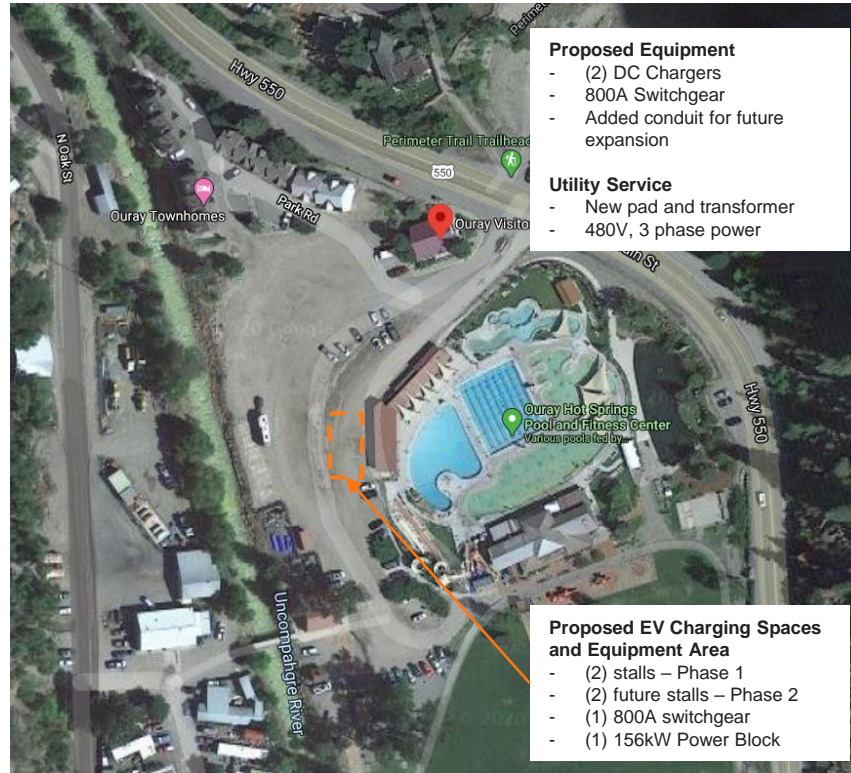 Proposed Equipment
- (2) DC Chargers
- 800A Switchgear
- Added conduit for future
expansion
Utility Service
- New pad and transformer
- 480V, 3 phase power
Perimete
Hwy 550
N Oak St
Perimeter Trail Trailhead
550
Ouray Townhomes
Park Rd
Ouray Visito
ain St
Ouray Hot Springs
Pool and Fitness Center
Various pools fed by...
Hwy 550
Uncompahgre River
Proposed EV Charging Spaces
and Equipment Area
- (2) stalls – Phase 1
- (2) future stalls – Phase 2
- (1) 800A switchgear
- (1) 156kW Power Block